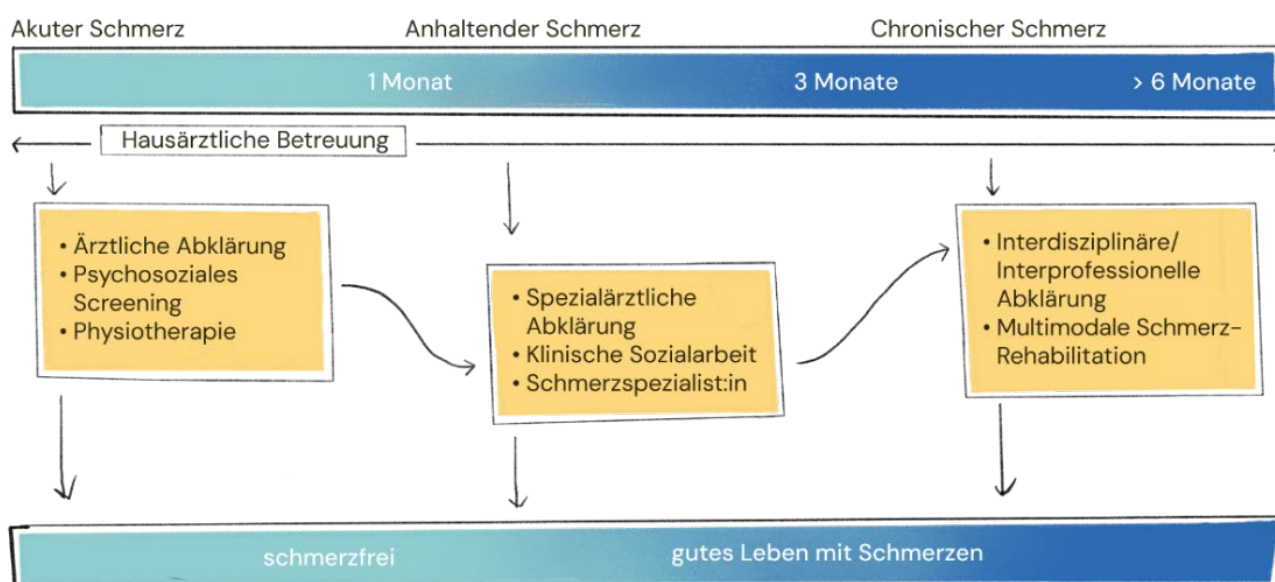 Akuter Schmerz
Anhaltender Schmerz
Chronischer Schmerz
1 Monat
3 Monate
> 6 Monate
Hausärztliche Betreuung
• Ärztliche Abklärung
• Psychosoziales
Screening
• Physiotherapie
• Spezialärztliche
Abklärung
• Klinische Sozialarbeit
• Schmerzspezialist:in
• Interdisziplinäre/
Interprofessionelle
Abklärung
• Multimodale Schmerz-
Rehabilitation
schmerzfrei
gutes Leben mit Schmerzen